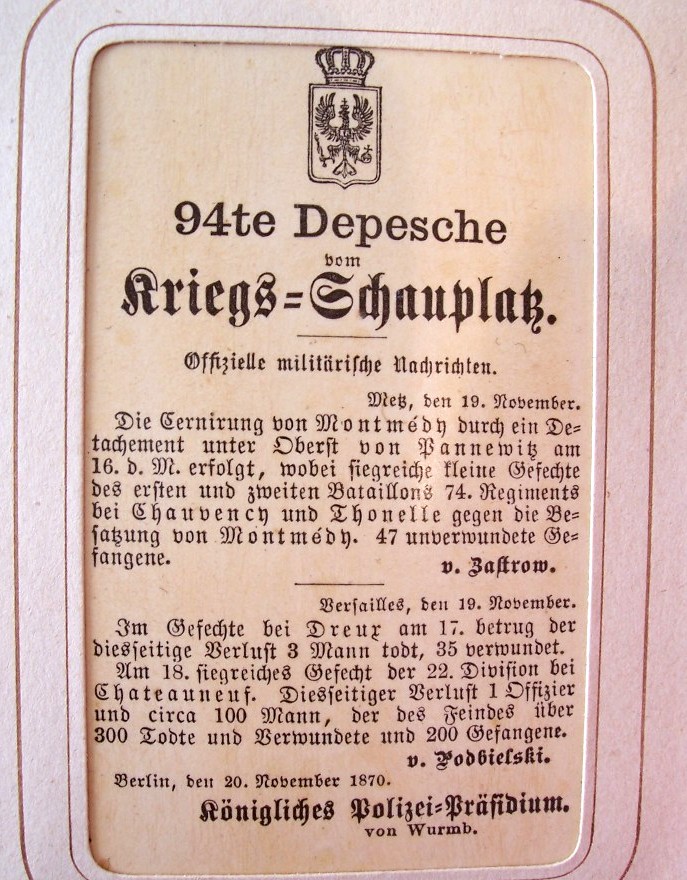 94te Depesche
vom
Kriegs=Schauplatz.
Offizielle militärische Nachrichten.
Metz, den 19. November.
Die Cernirung von Montmédy durch ein De=
tachement unter Oberst von Pannewitz am
16. d. M. erfolgt, wobei siegreiche kleine Gefechte
des ersten und zweiten Bataillons 74. Regiments
bei Chauvency und Thonelle gegen die Be=
satzung von Montmédy. 47 unverwundete Ge=
fangene.
v. Zastrow.
Versailles, den 19. November.
Im Gefechte bei Dreux am 17. betrug der
diesseitige Verlust 3 Mann todt, 35 verwundet.
Am 18. siegreiches Gefecht der 22. Division bei
Chateauneuf. Diesseitiger Verlust 1 Offizier
und circa 100 Mann, der des Feindes über
300 Todte und Verwundete und 200 Gefangene.
v. Podbielski.
Berlin, den 20. November 1870.
Königliches Polizei=Präsidium.
von Wurmb.